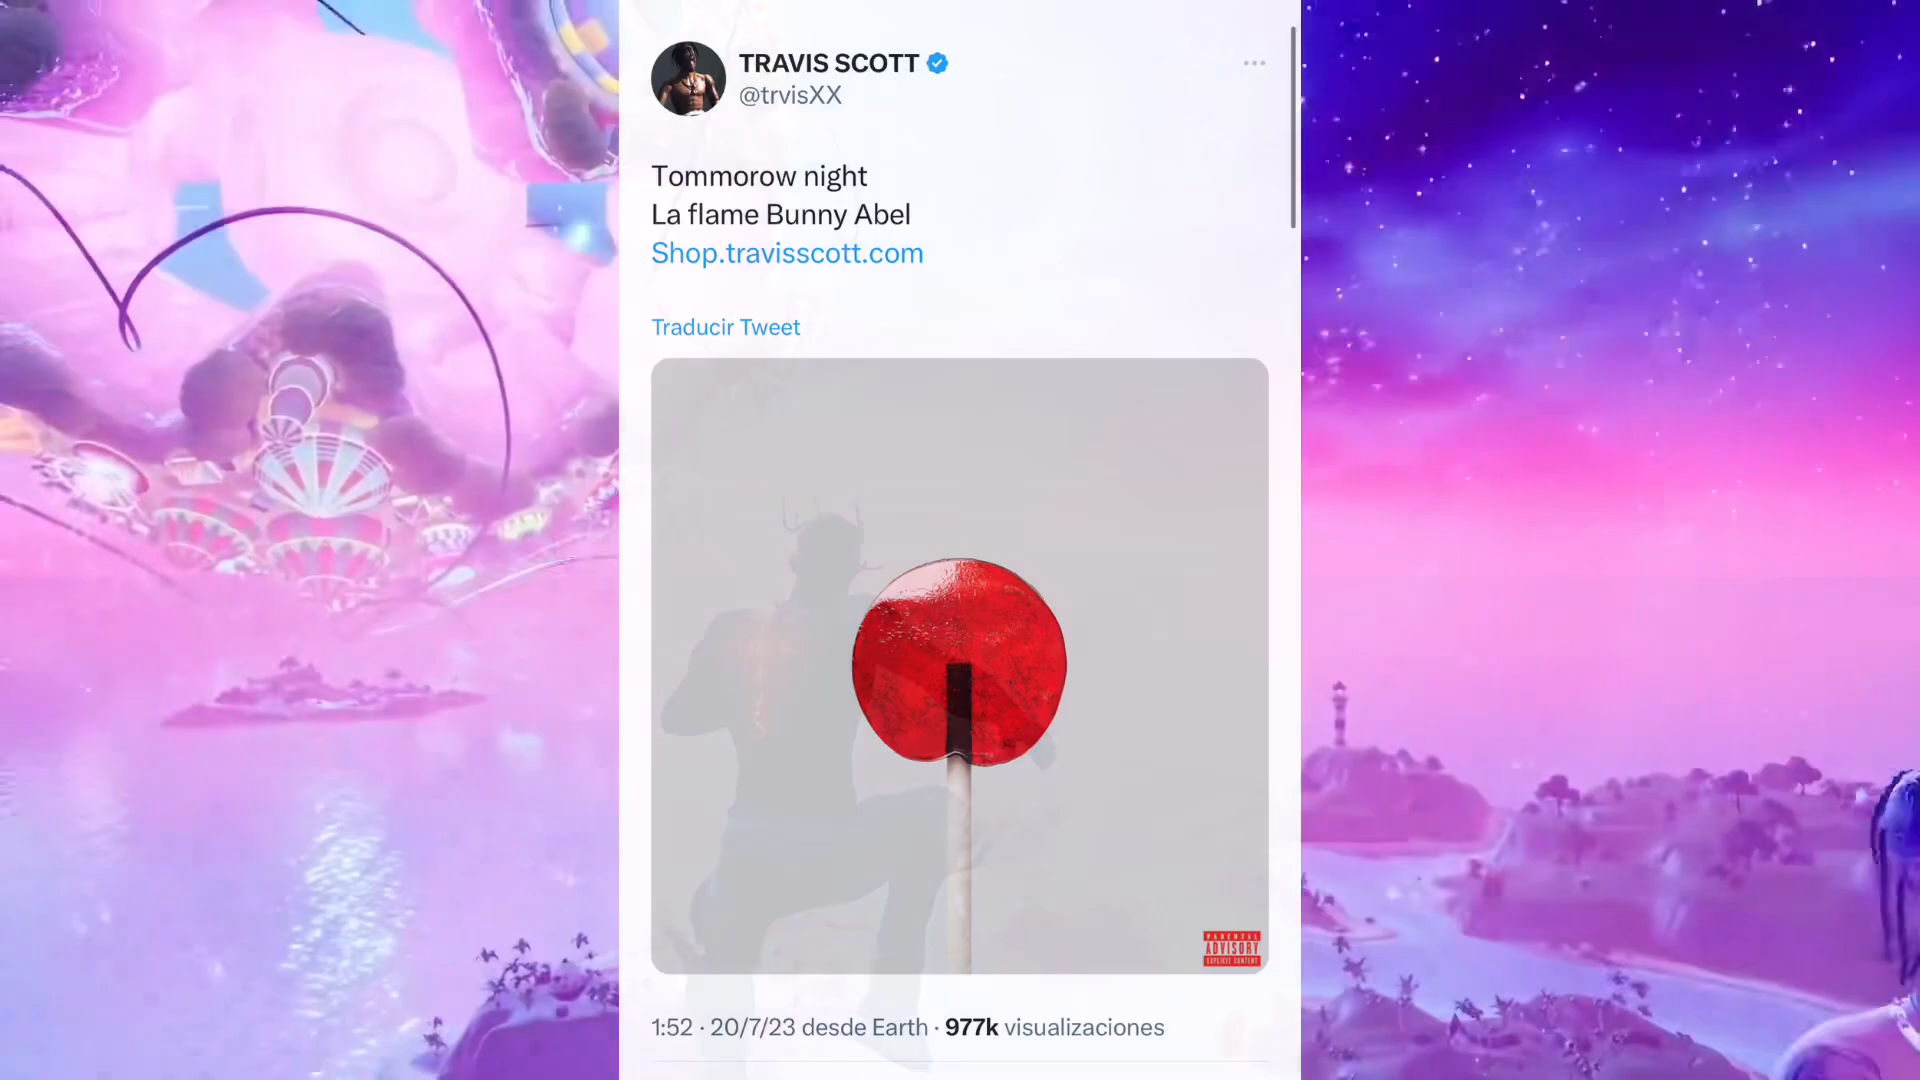 TRAVIS SCOTT
@trvisXX
Tommorow night
La flame Bunny Abel
Shop.travisscott.com
Traducir Tweet
PARENTAL
ADVISORY
EXPLICIT CONTENT
1:52 · 20/7/23 desde Earth · 977k visualizaciones